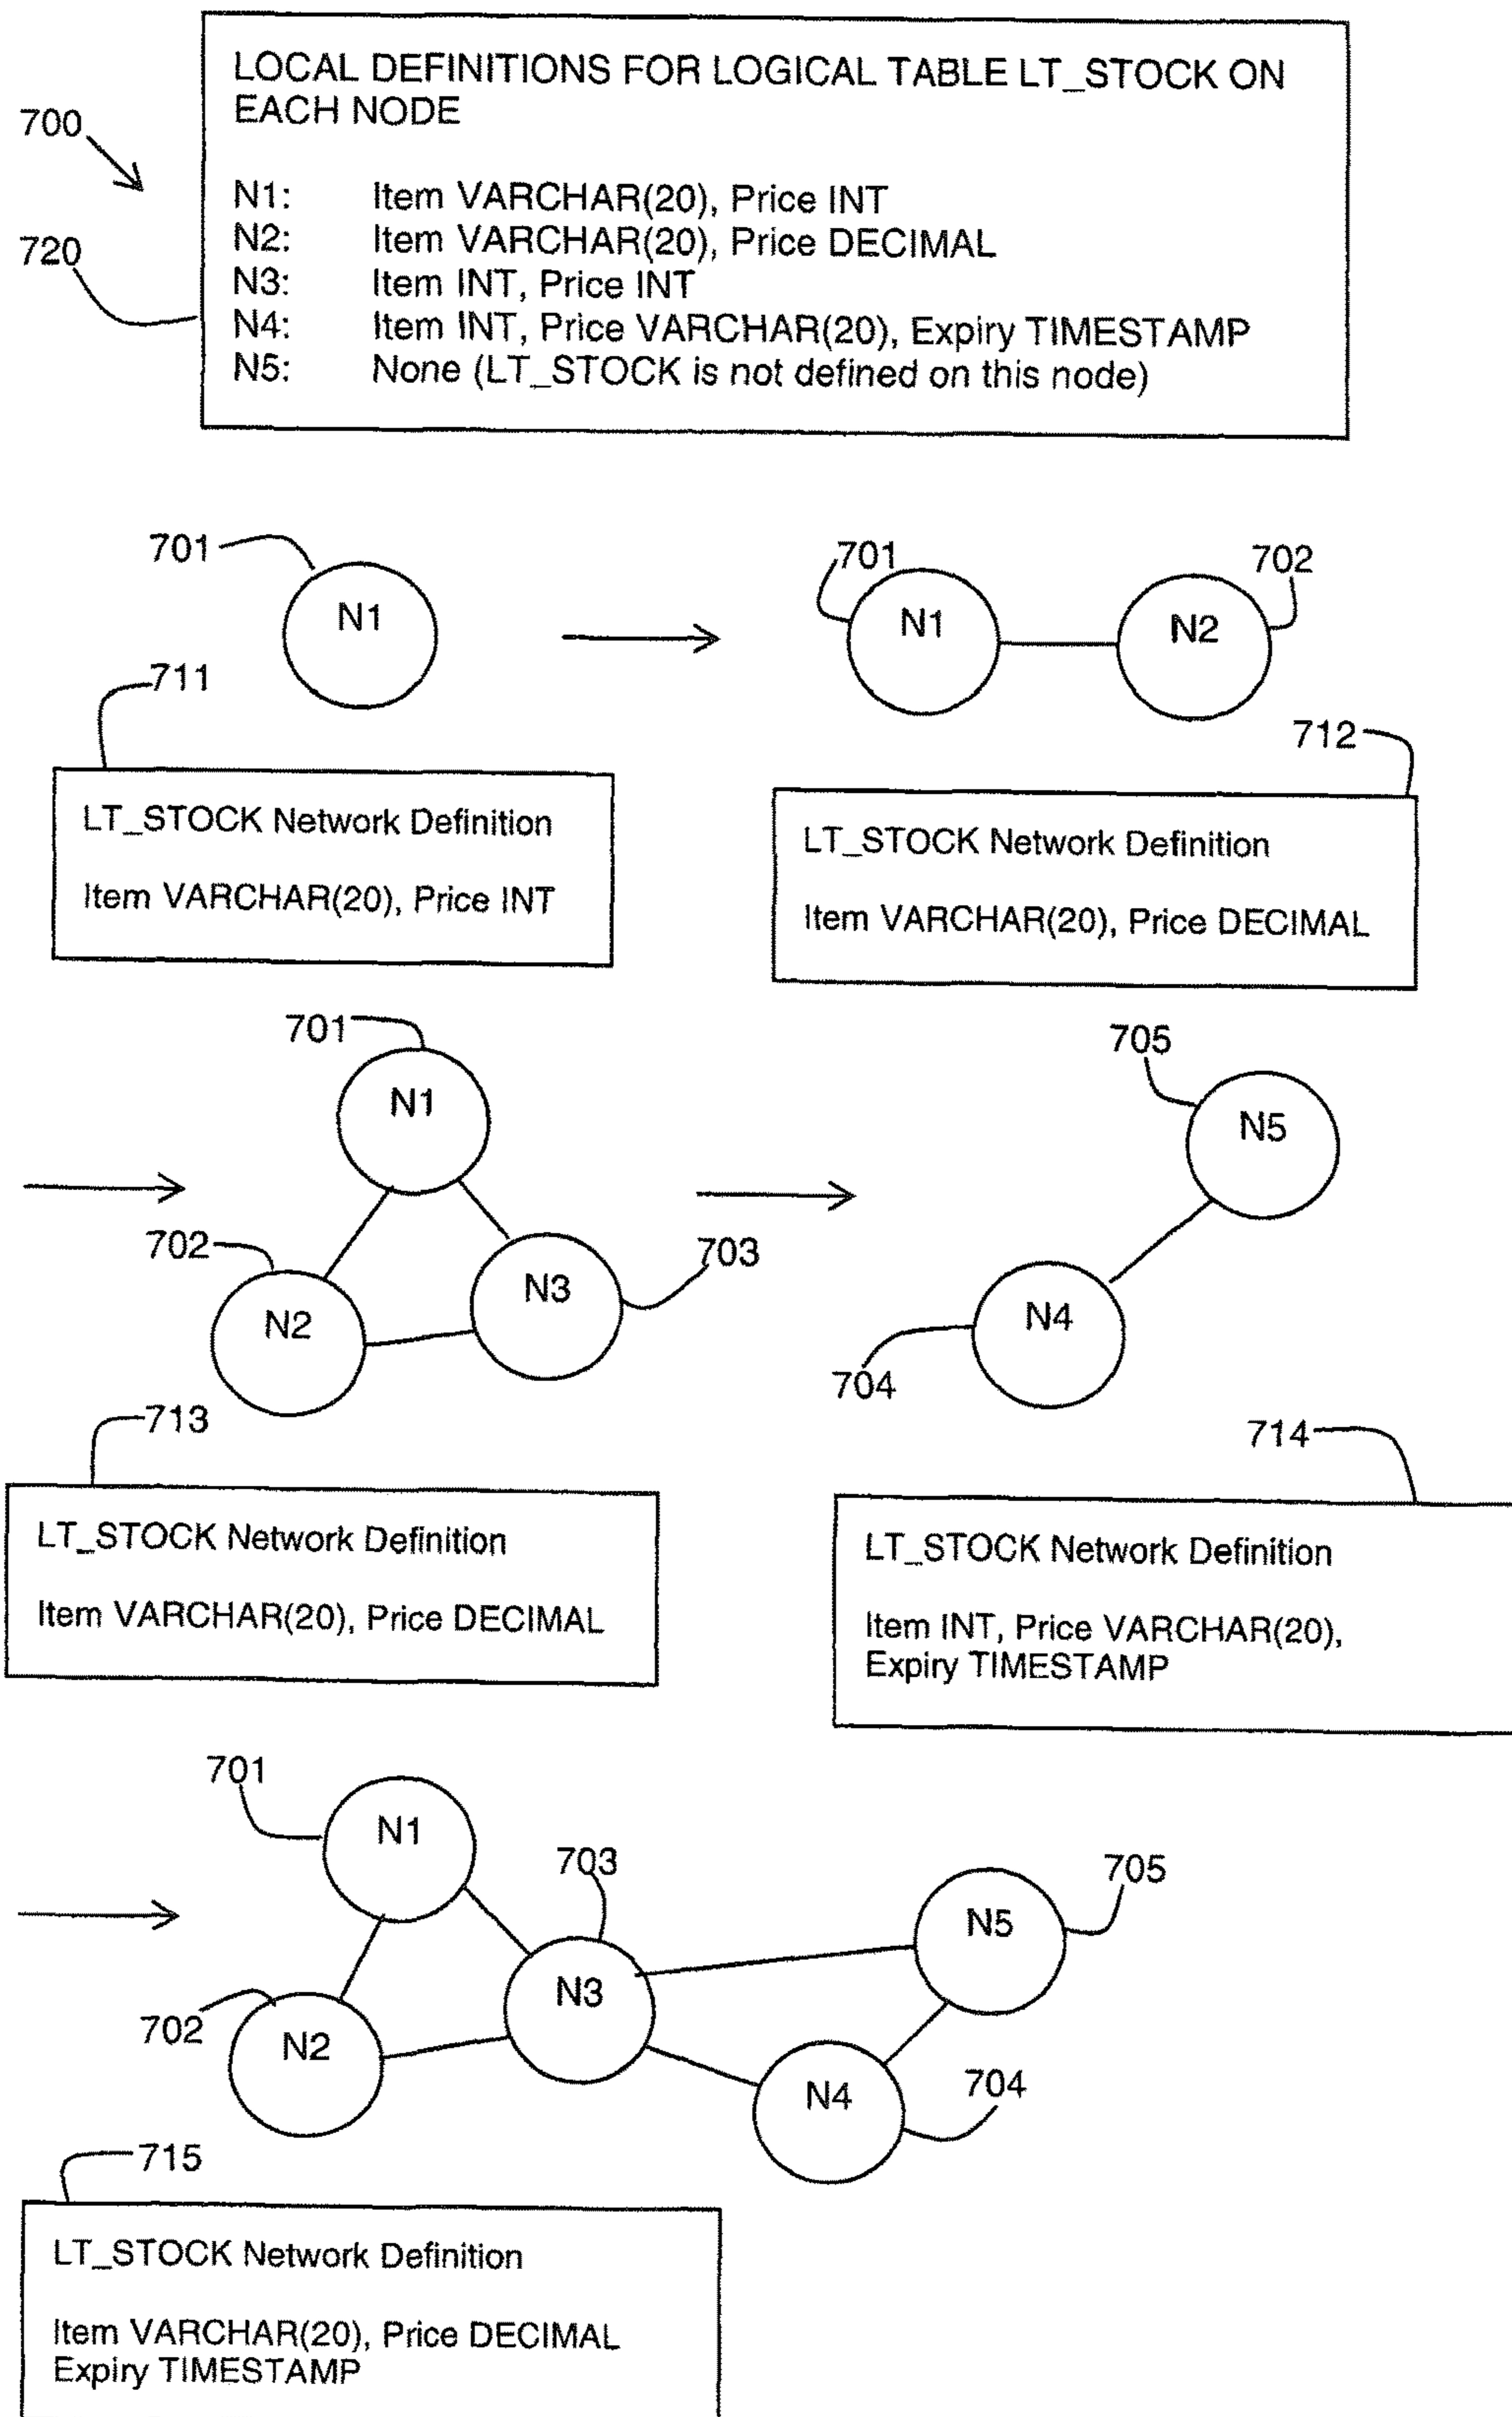 LOCAL DEFINITIONS FOR LOGICAL TABLE LT_STOCK ON
EACH NODE
700
N1: Item VARCHAR(20), Price INT
N2: Item VARCHAR(20), Price DECIMAL
720
N3: Item INT, Price INT
N4: Item INT, Price VARCHAR(20), Expiry TIMESTAMP
N5: None (LT_STOCK is not defined on this node)
701
N1
711
LT_STOCK Network Definition
Item VARCHAR(20), Price INT
701
702
N1
N2
712
LT_STOCK Network Definition
Item VARCHAR(20), Price DECIMAL
701
N1
702
703
N2
N3
713
LT_STOCK Network Definition
Item VARCHAR(20), Price DECIMAL
705
N5
N4
704
714
LT_STOCK Network Definition
Item INT, Price VARCHAR(20),
Expiry TIMESTAMP
701
N1
703
705
N5
N3
702
N2
N4
704
715
LT_STOCK Network Definition
Item VARCHAR(20), Price DECIMAL
Expiry TIMESTAMP